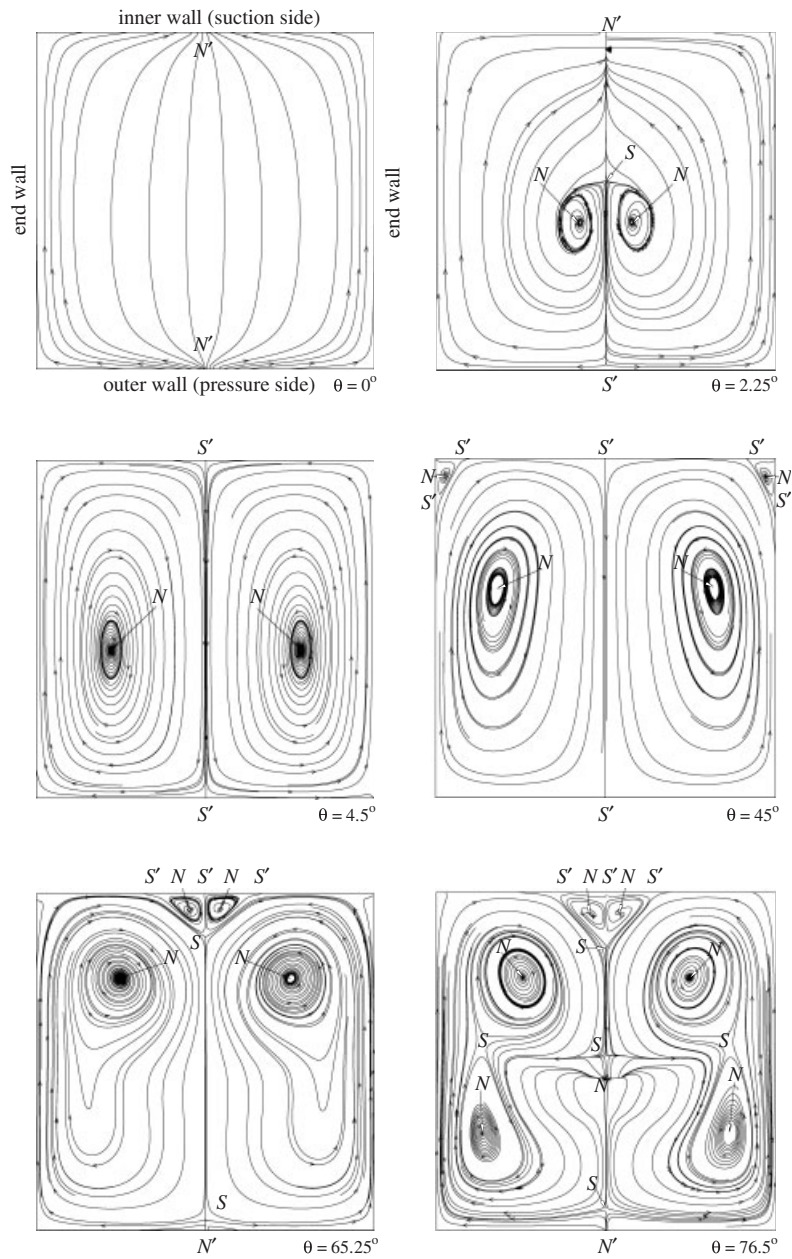 inner wall (suction side)
N′
end wall
N′
outer wall (pressure side) θ = 0°
N′
end wall
S
N N
S′ θ = 2.25°
S′
N N
S′ θ = 4.5°
S′ S′ S′
N N
S′ S′
N N
S′ θ = 45°
S′ N S′ N S′
S
N N
S
N′ θ = 65.25°
S′ N S′ N S′
S
N N
S S S
N N N
S
N′ θ = 76.5°